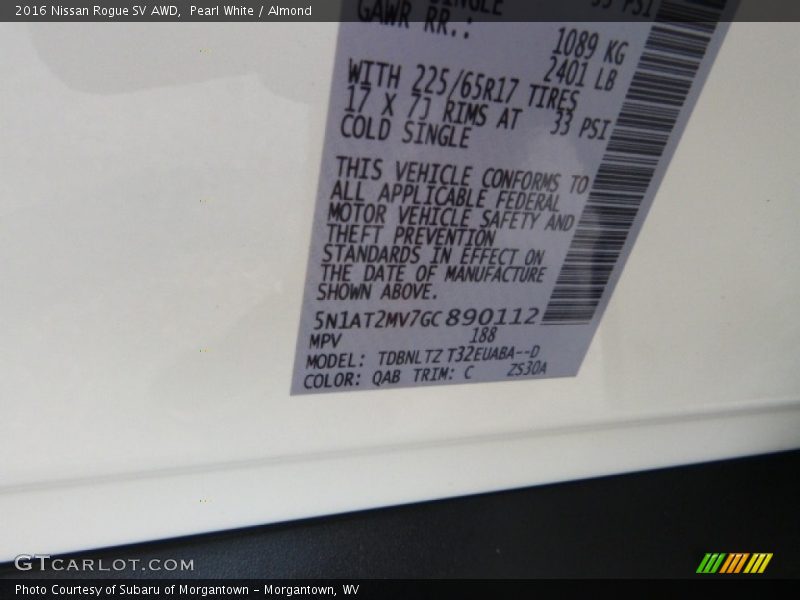 2016 Nissan Rogue SV AWD,  Pearl White / Almond
GAWR RR.:
33 PSI
1089 KG
2401 LB
WITH 225/65R17 TIRES
17 X 7J RIMS AT 33 PSI
COLD SINGLE
THIS VEHICLE CONFORMS TO
ALL APPLICABLE FEDERAL
MOTOR VEHICLE SAFETY AND
THEFT PREVENTION
STANDARDS IN EFFECT ON
THE DATE OF MANUFACTURE
SHOWN ABOVE.
5N1AT2MV7GC890112
MPV 188
MODEL: TDBNLTZ T32EUABA--D
COLOR: QAB TRIM: C ZS30A
GTCARLOT.COM
Photo Courtesy of Subaru of Morgantown - Morgantown, WV